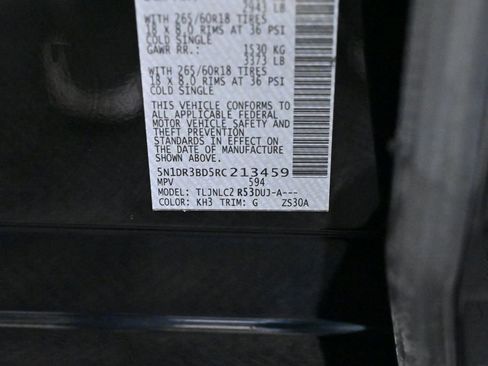 2943 LB
WITH 265/60R18 TIRES
18 X 8.0 RIMS AT 36 PSI
COLD SINGLE
GAWR RR.: 1530 KG
3373 LB
WITH 265/60R18 TIRES
18 X 8.0 RIMS AT 36 PSI
COLD SINGLE
THIS VEHICLE CONFORMS TO
ALL APPLICABLE FEDERAL
MOTOR VEHICLE SAFETY AND
THEFT PREVENTION
STANDARDS IN EFFECT ON
THE DATE OF MANUFACTURE
SHOWN ABOVE.
5N1DR3BD5RC213459
MPV 594
MODEL: TLJNLC2 R53DUJ-A---
COLOR: KH3 TRIM: G ZS30A